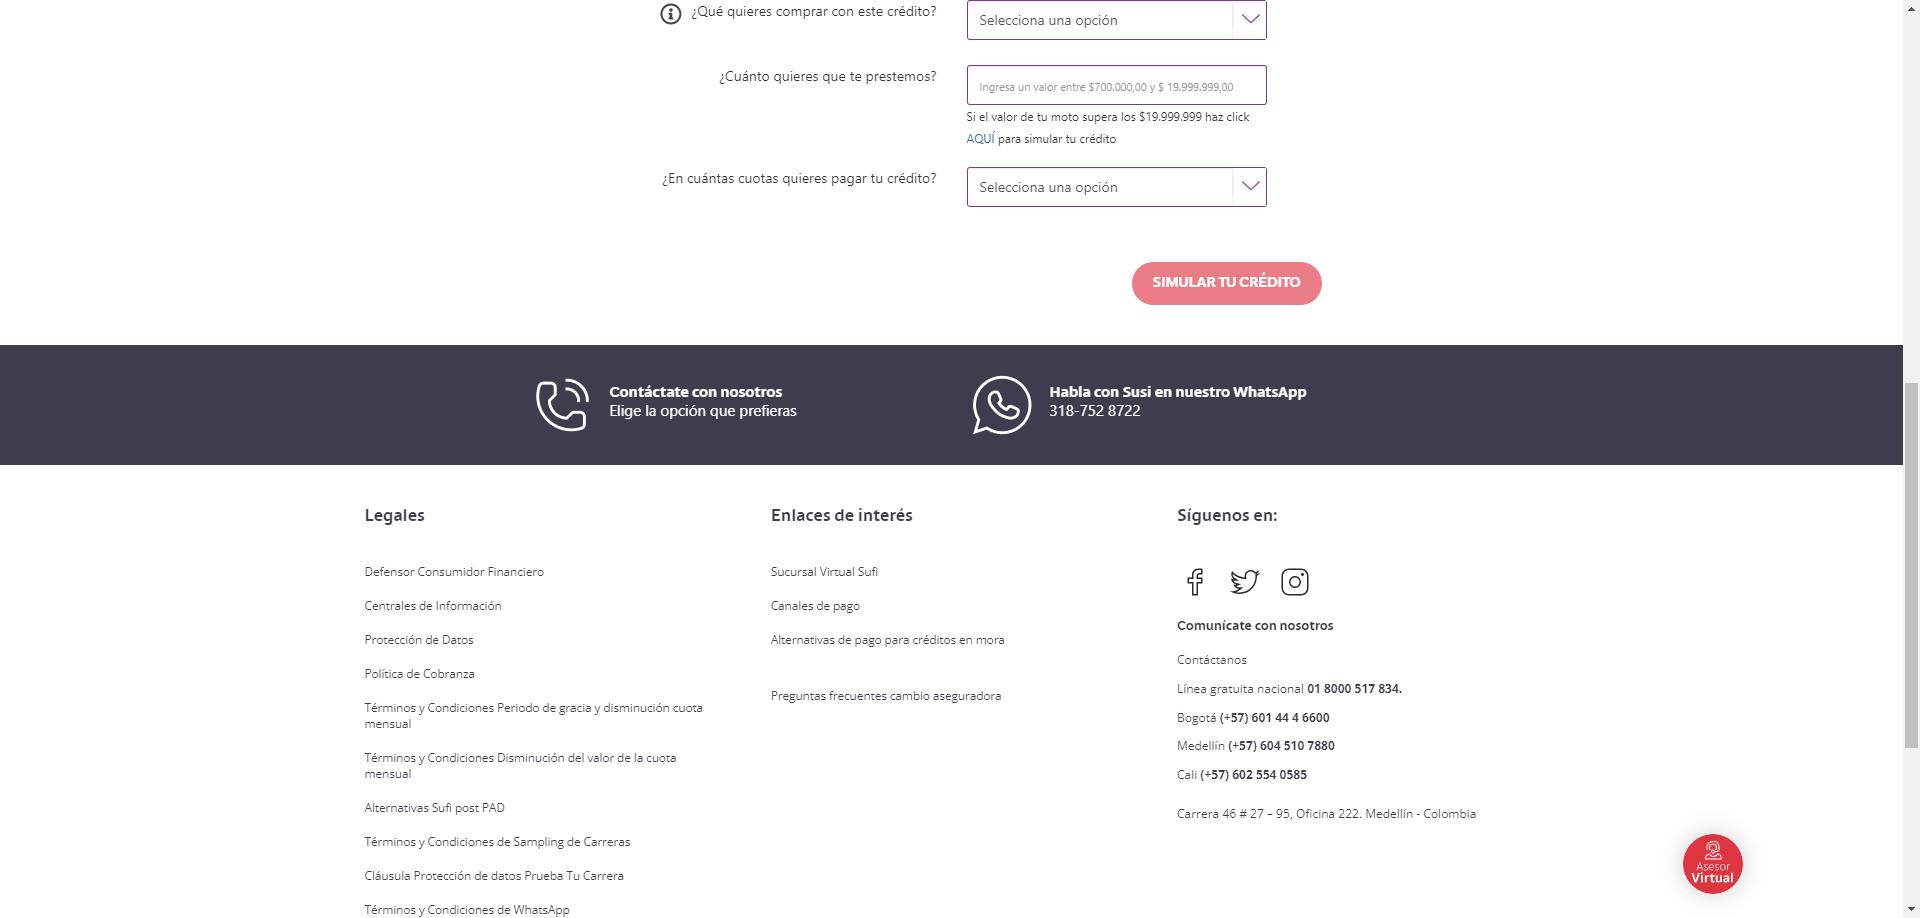 ¿Qué quieres comprar con este crédito?
Selecciona una opción
¿Cuánto quieres que te prestemos?
Ingresa un valor entre $700.000,00 y $ 19.999.999,00
Si el valor de tu moto supera los $19.999.999 haz click
AQUÍ para simular tu crédito
¿En cuántas cuotas quieres pagar tu crédito?
Selecciona una opción
SIMULAR TU CRÉDITO
Contáctate con nosotros
Elige la opción que prefieras
Habla con Susi en nuestro WhatsApp
318-752 8722
Legales
Defensor Consumidor Financiero
Centrales de Información
Protección de Datos
Política de Cobranza
Términos y Condiciones Periodo de gracia y disminución cuota
mensual
Términos y Condiciones Disminución del valor de la cuota
mensual
Alternativas Sufi post PAD
Términos y Condiciones de Sampling de Carreras
Cláusula Protección de datos Prueba Tu Carrera
Términos y Condiciones de WhatsApp
Enlaces de interés
Sucursal Virtual Sufi
Canales de pago
Alternativas de pago para créditos en mora
Preguntas frecuentes cambio aseguradora
Síguenos en:
Comunícate con nosotros
Contáctanos
Línea gratuita nacional 01 8000 517 834.
Bogotá (+57) 601 44 4 6600
Medellín (+57) 604 510 7880
Cali (+57) 602 554 0585
Carrera 46 # 27 – 95, Oficina 222. Medellín - Colombia
Asesor
Virtual